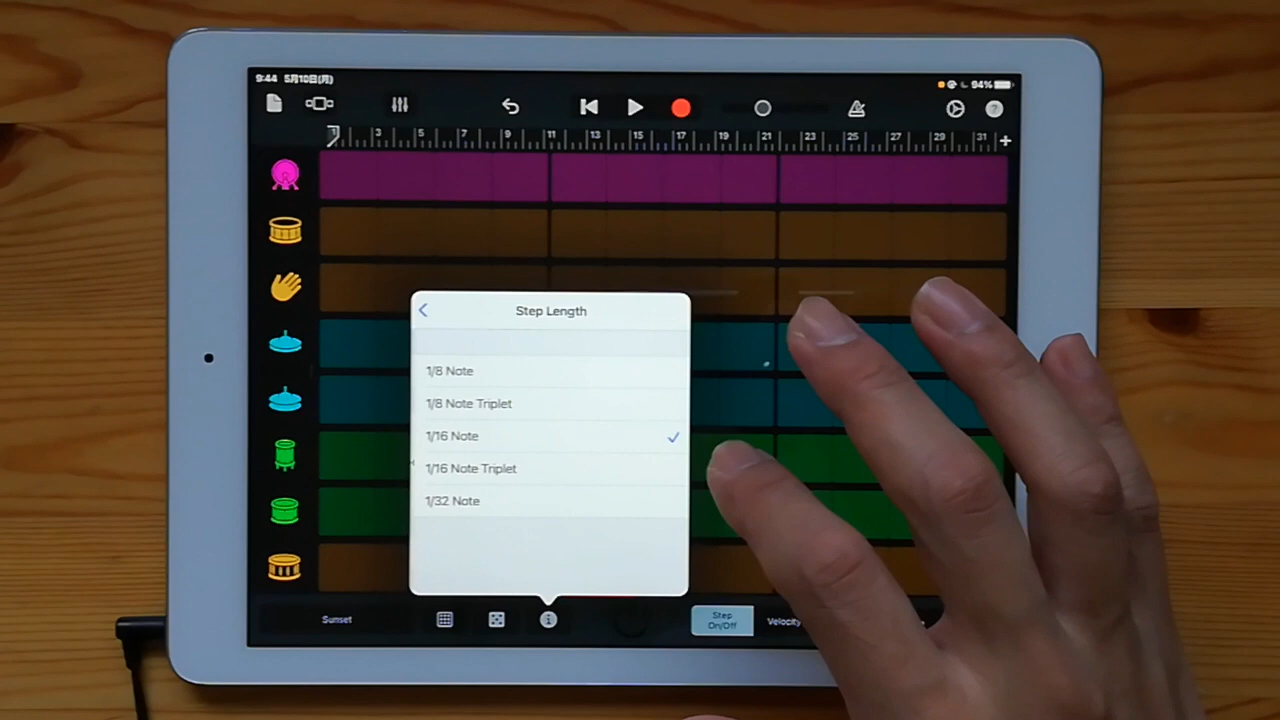 9:44 5月10日(月)
94%
?
1 3 5 7 9 11 13 15 17 19 21 23 25 27 29 31 +
Step Length
1/8 Note
1/8 Note Triplet
1/16 Note
1/16 Note Triplet
1/32 Note
Sunset
Step
On/Off
Velocity